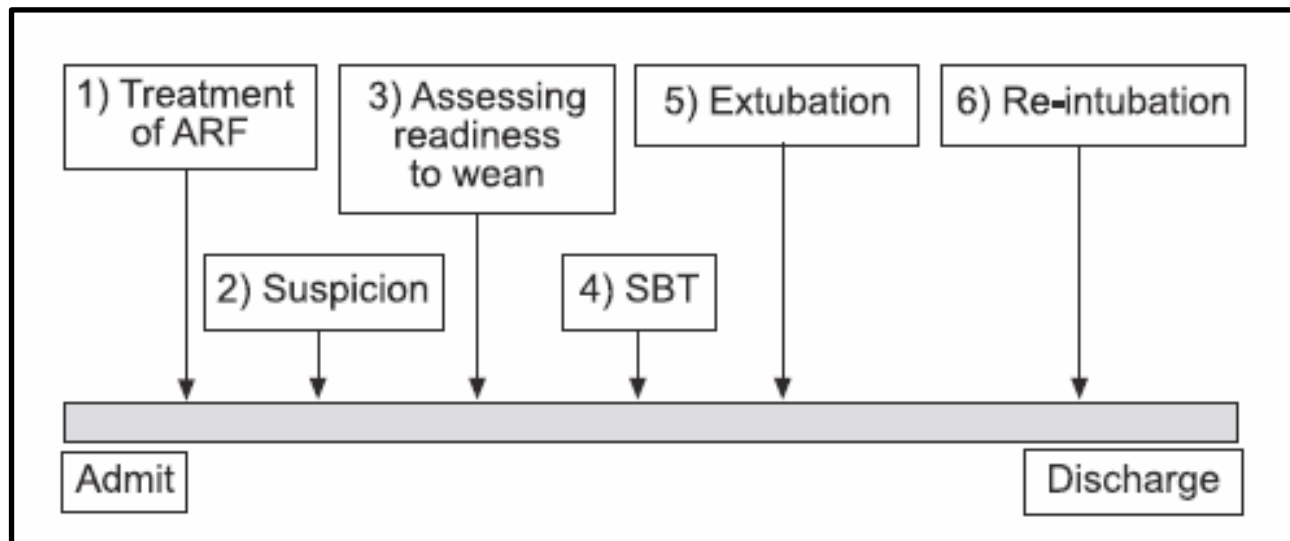 1) Treatment
of ARF
2) Suspicion
3) Assessing
readiness
to wean
4) SBT
5) Extubation
6) Re-intubation
Admit
Discharge